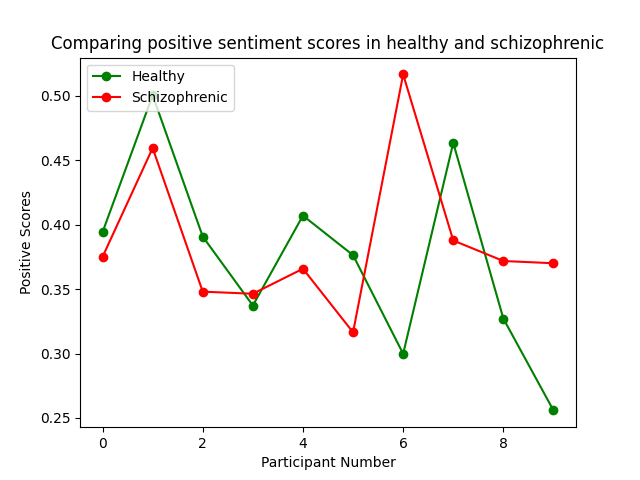 Comparing positive sentiment scores in healthy and schizophrenic
Healthy
Schizophrenic
0.50
0.45
0.40
0.35
0.30
0.25
Positive Scores
0 2 4 6 8
Participant Number